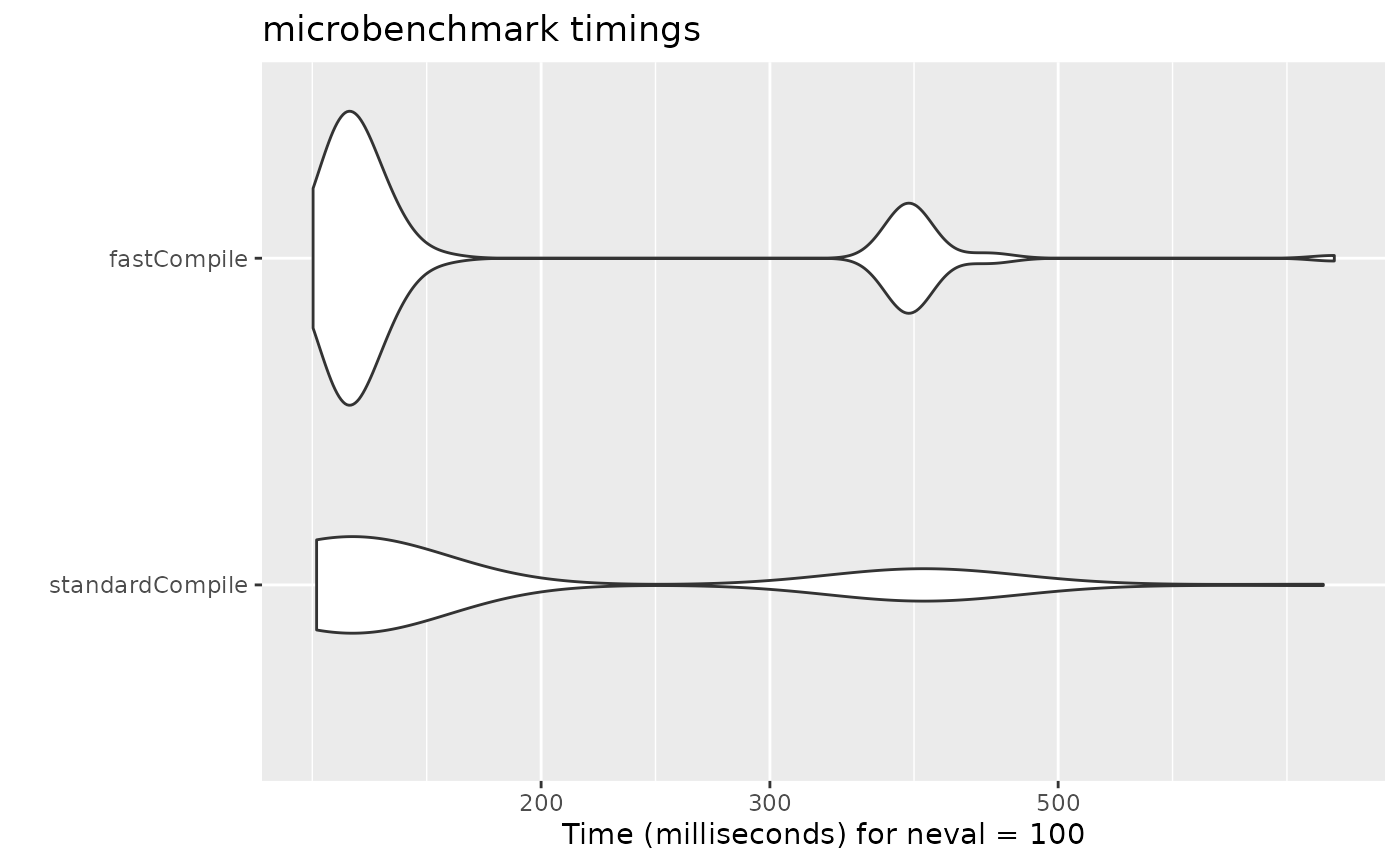 microbenchmark timings
fastCompile
standardCompile
200 300 500
Time (milliseconds) for neval = 100